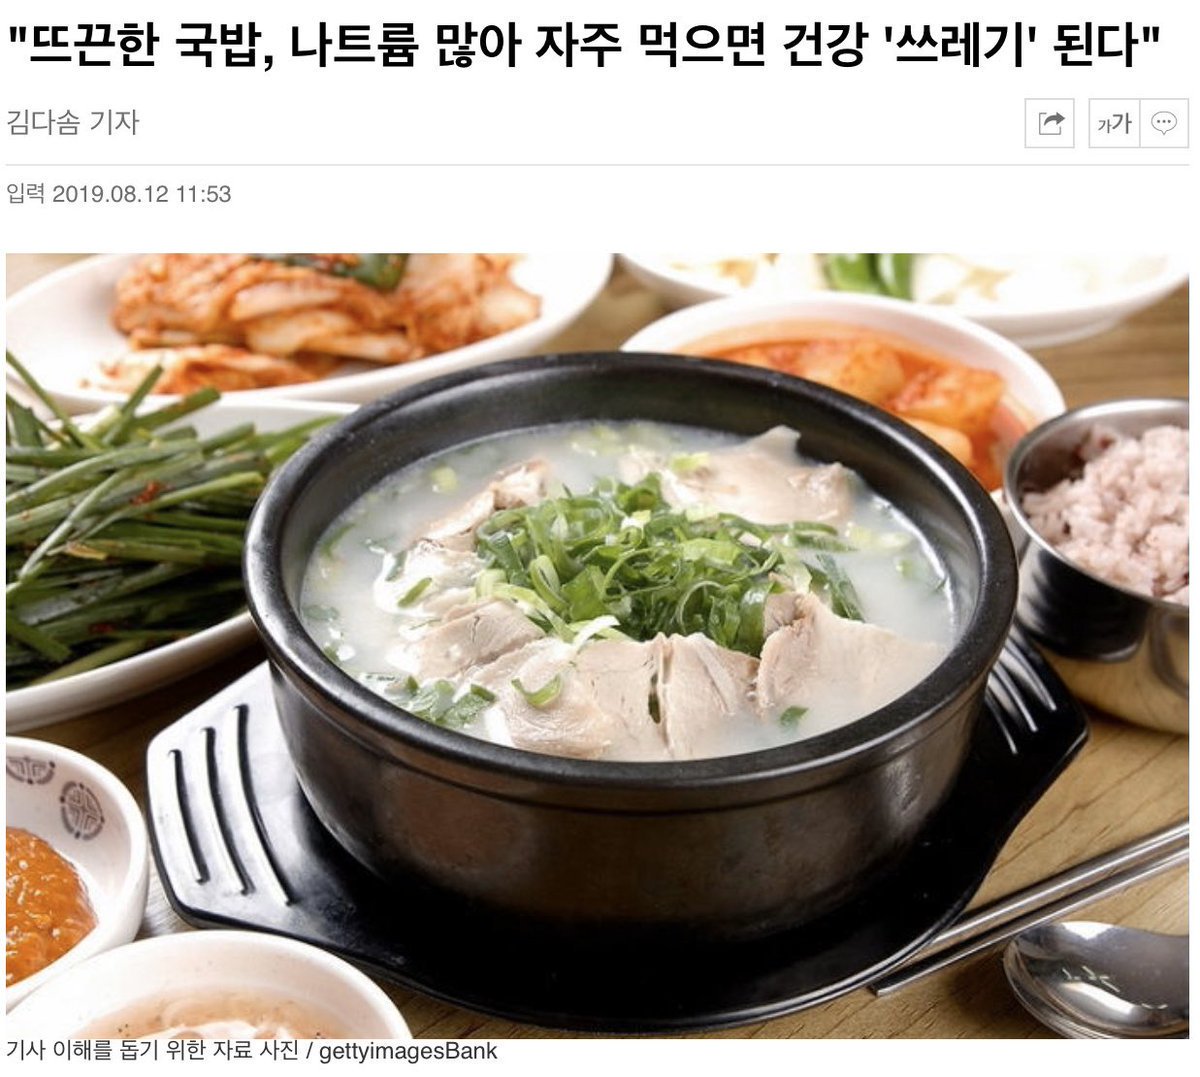 "뜨끈한 국밥, 나트륨 많아 자주 먹으면 건강 '쓰레기' 된다"
김다솜 기자
가가
입력 2019.08.12 11:53
기사 이해를 돕기 위한 자료 사진 / gettyimagesBank